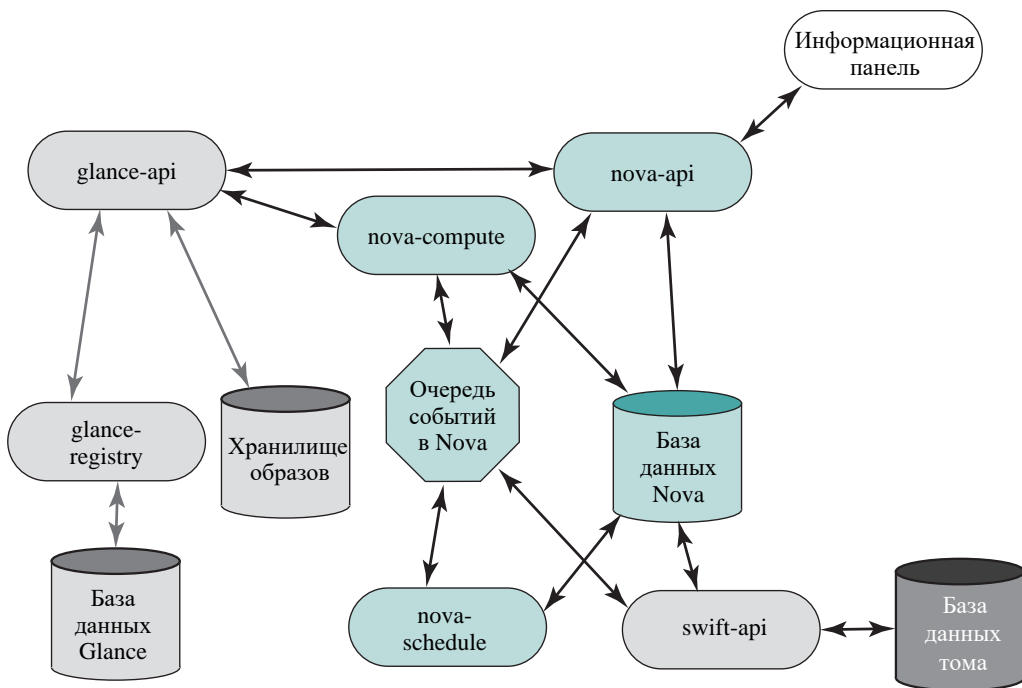 Информационная
панель
glance-api
nova-api
nova-compute
Очередь
событий
в Nova
База
данных
Nova
glance-
registry
Хранилище
образов
База
данных
Glance
nova-
schedule
swift-api
База
данных
тома